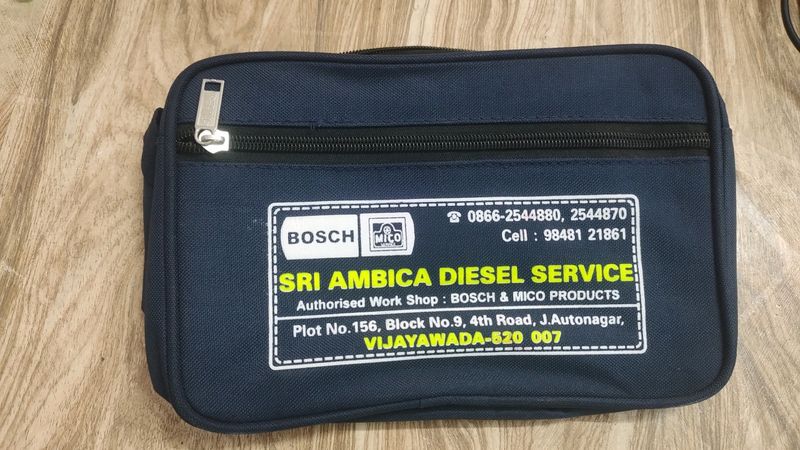 BOSCH
MICO
☎ 0866-2544880, 2544870
Cell : 98481 21861
SRI AMBICA DIESEL SERVICE
Authorised Work Shop : BOSCH & MICO PRODUCTS
Plot No.156, Block No.9, 4th Road, J.Autonagar,
VIJAYAWADA-520 007